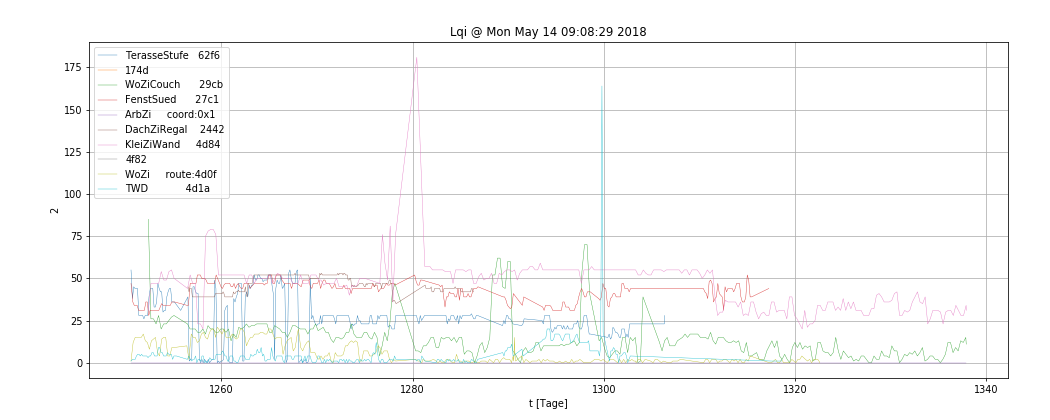 Lqi @ Mon May 14 09:08:29 2018
TerasseStufe 62f6
174d
WoZiCouch 29cb
FenstSued 27c1
ArbZi coord:0x1
DachZiRegal 2442
KleiZiWand 4d84
4f82
WoZi route:4d0f
TWD 4d1a
175
150
125
100
75
50
25
0
2
1260 1280 1300 1320 1340
t [Tage]